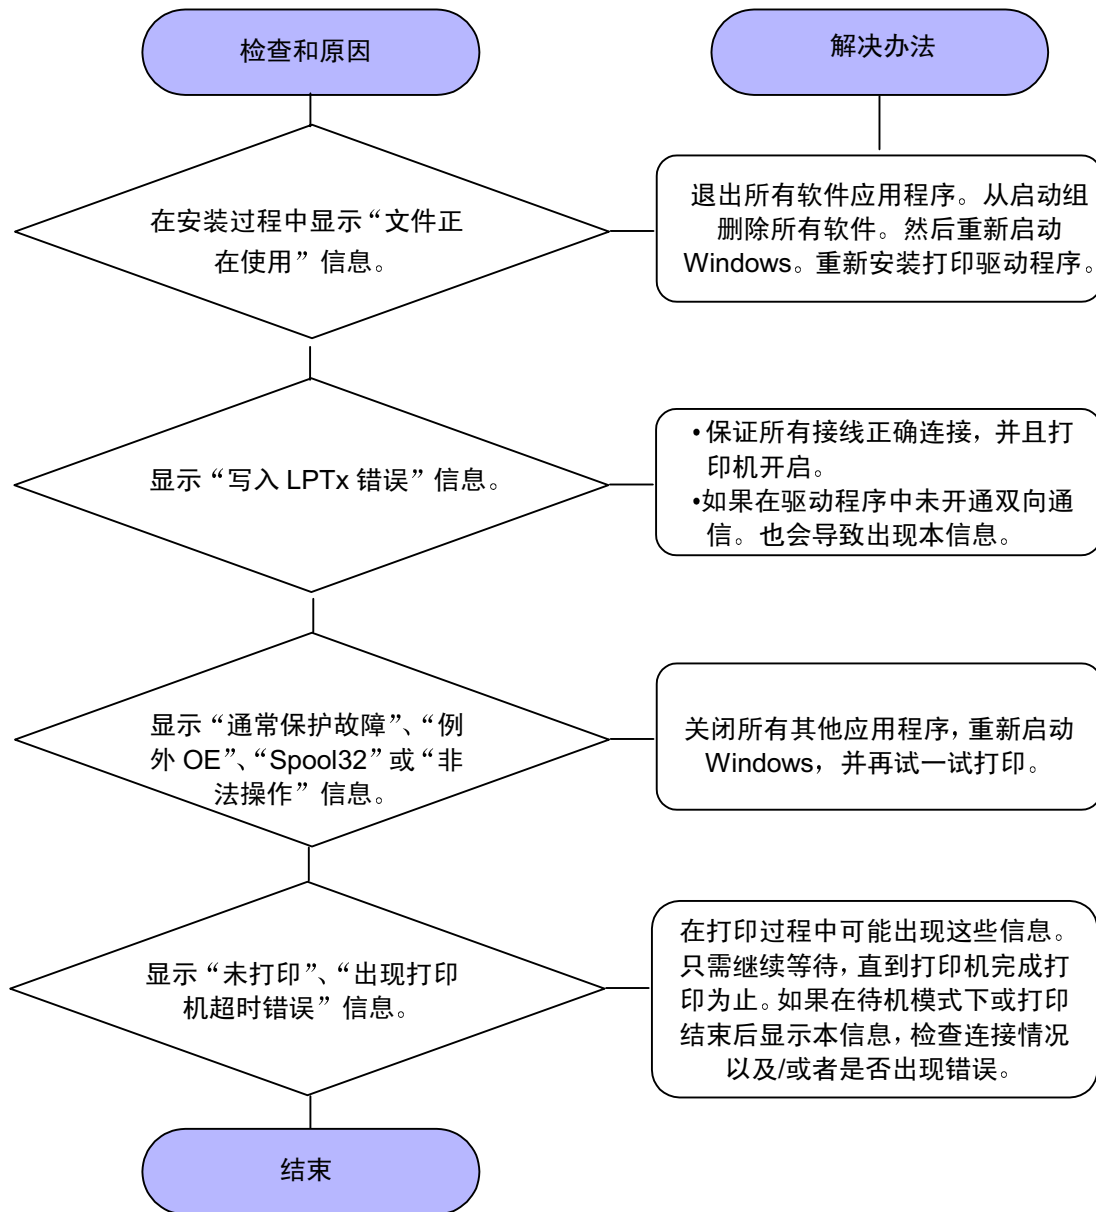 检查和原因
解决办法
在安装过程中显示“文件正
在使用”信息。
退出所有软件应用程序。从启动组
删除所有软件。然后重新启动
Windows。重新安装打印驱动程序。
显示“写入 LPTx 错误”信息。
•保证所有接线正确连接，并且打
印机开启。
•如果在驱动程序中未开通双向通
信。也会导致出现本信息。
显示“通常保护故障”、“例
外 OE”、“Spool32”或“非
法操作”信息。
关闭所有其他应用程序，重新启动
Windows，并再试一试打印。
显示“未打印”、“出现打印
机超时错误”信息。
在打印过程中可能出现这些信息。
只需继续等待，直到打印机完成打
印为止。如果在待机模式下或打印
结束后显示本信息，检查连接情况
以及/或者是否出现错误。
结束